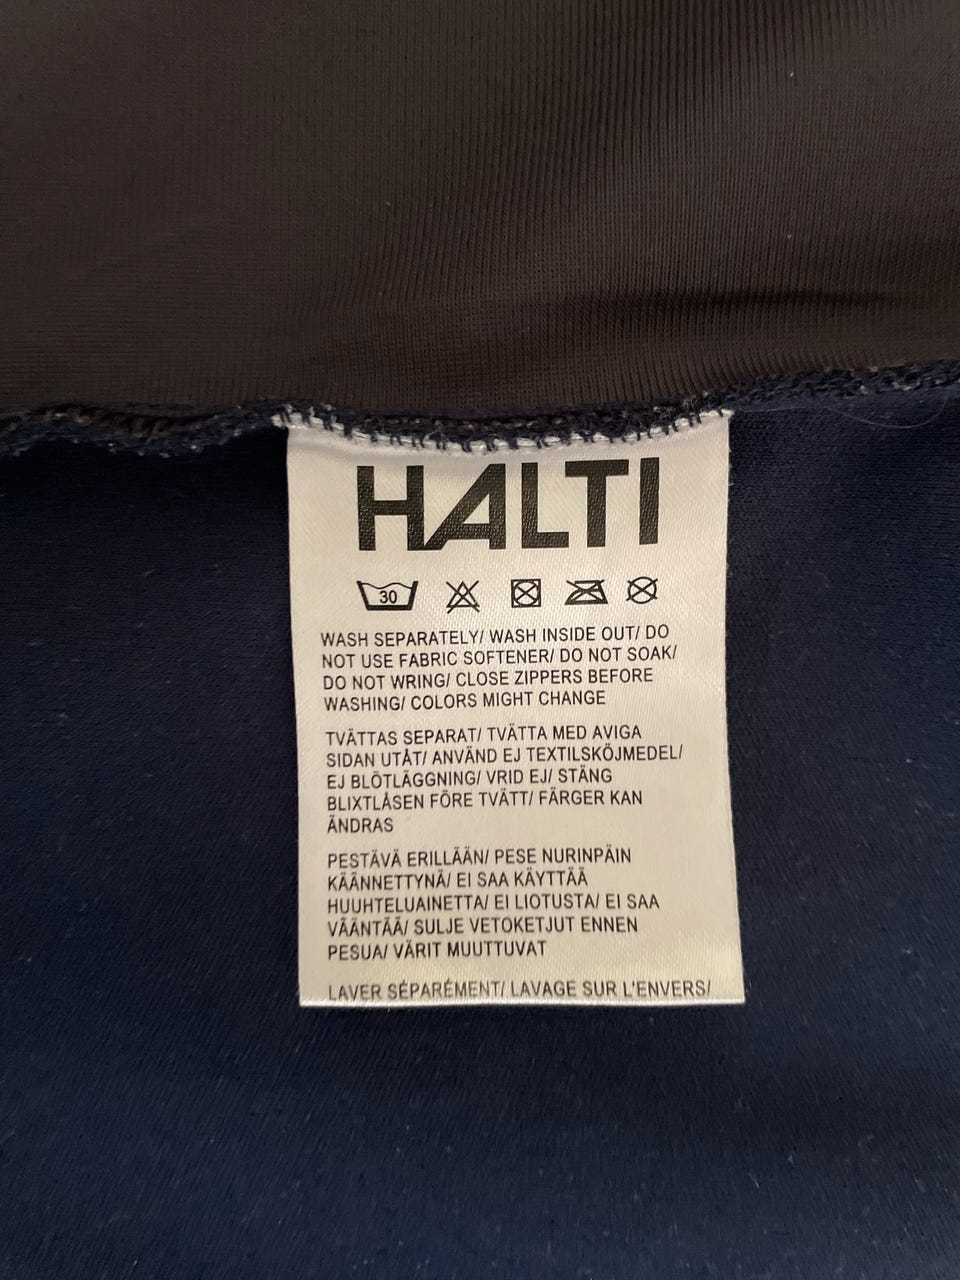 HALTI
30
WASH SEPARATELY/ WASH INSIDE OUT/ DO
NOT USE FABRIC SOFTENER/ DO NOT SOAK/
DO NOT WRING/ CLOSE ZIPPERS BEFORE
WASHING/ COLORS MIGHT CHANGE
TVÄTTAS SEPARAT/ TVÄTTA MED AVIGA
SIDAN UTÅT/ ANVÄND EJ TEXTILSKÖJMEDEL/
EJ BLÖTLÄGGNING/ VRID EJ/ STÄNG
BLIXTLÅSEN FÖRE TVÄTT/ FÄRGER KAN
ÄNDRAS
PESTÄVÄ ERILLÄÄN/ PESE NURINPÄIN
KÄÄNNETTYNÄ/ EI SAA KÄYTTÄÄ
HUUHTELUAINETTA/ EI LIOTUSTA/ EI SAA
VÄÄNTÄÄ/ SULJE VETOKETJUT ENNEN
PESUA/ VÄRIT MUUTTUVAT
LAVER SÉPARÉMENT/ LAVAGE SUR L'ENVERS/